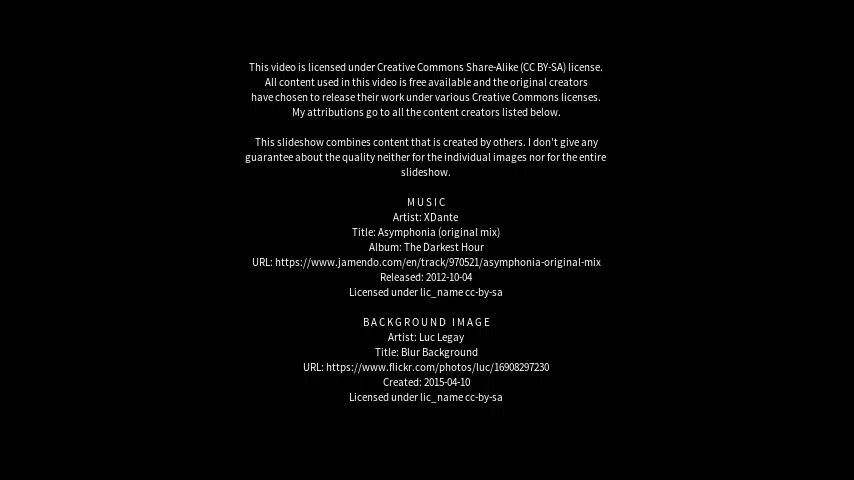 This video is licensed under Creative Commons Share-Alike (CC BY-SA) license.
All content used in this video is free available and the original creators
have chosen to release their work under various Creative Commons licenses.
My attributions go to all the content creators listed below.
This slideshow combines content that is created by others. I don't give any
guarantee about the quality neither for the individual images nor for the entire
slideshow.
MUSIC
Artist: XDante
Title: Asymphonia (original mix)
Album: The Darkest Hour
URL: https://www.jamendo.com/en/track/970521/asymphonia-original-mix
Released: 2012-10-04
Licensed under lic_name cc-by-sa
BACKGROUND IMAGE
Artist: Luc Legay
Title: Blur Background
URL: https://www.flickr.com/photos/luc/16908297230
Created: 2015-04-10
Licensed under lic_name cc-by-sa